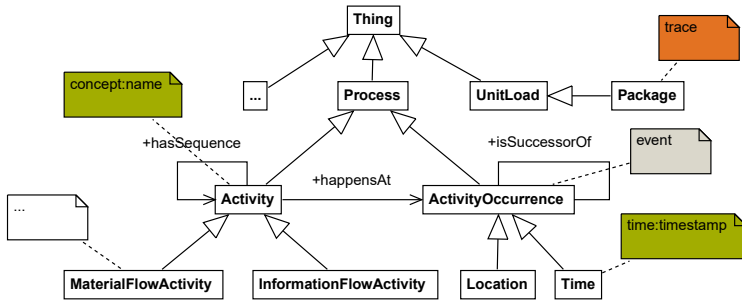 Thing
trace
concept:name
...
Process
UnitLoad
Package
+hasSequence
+isSuccessorOf
event
+happensAt
...
Activity
ActivityOccurrence
time:timestamp
MaterialFlowActivity
InformationFlowActivity
Location
Time